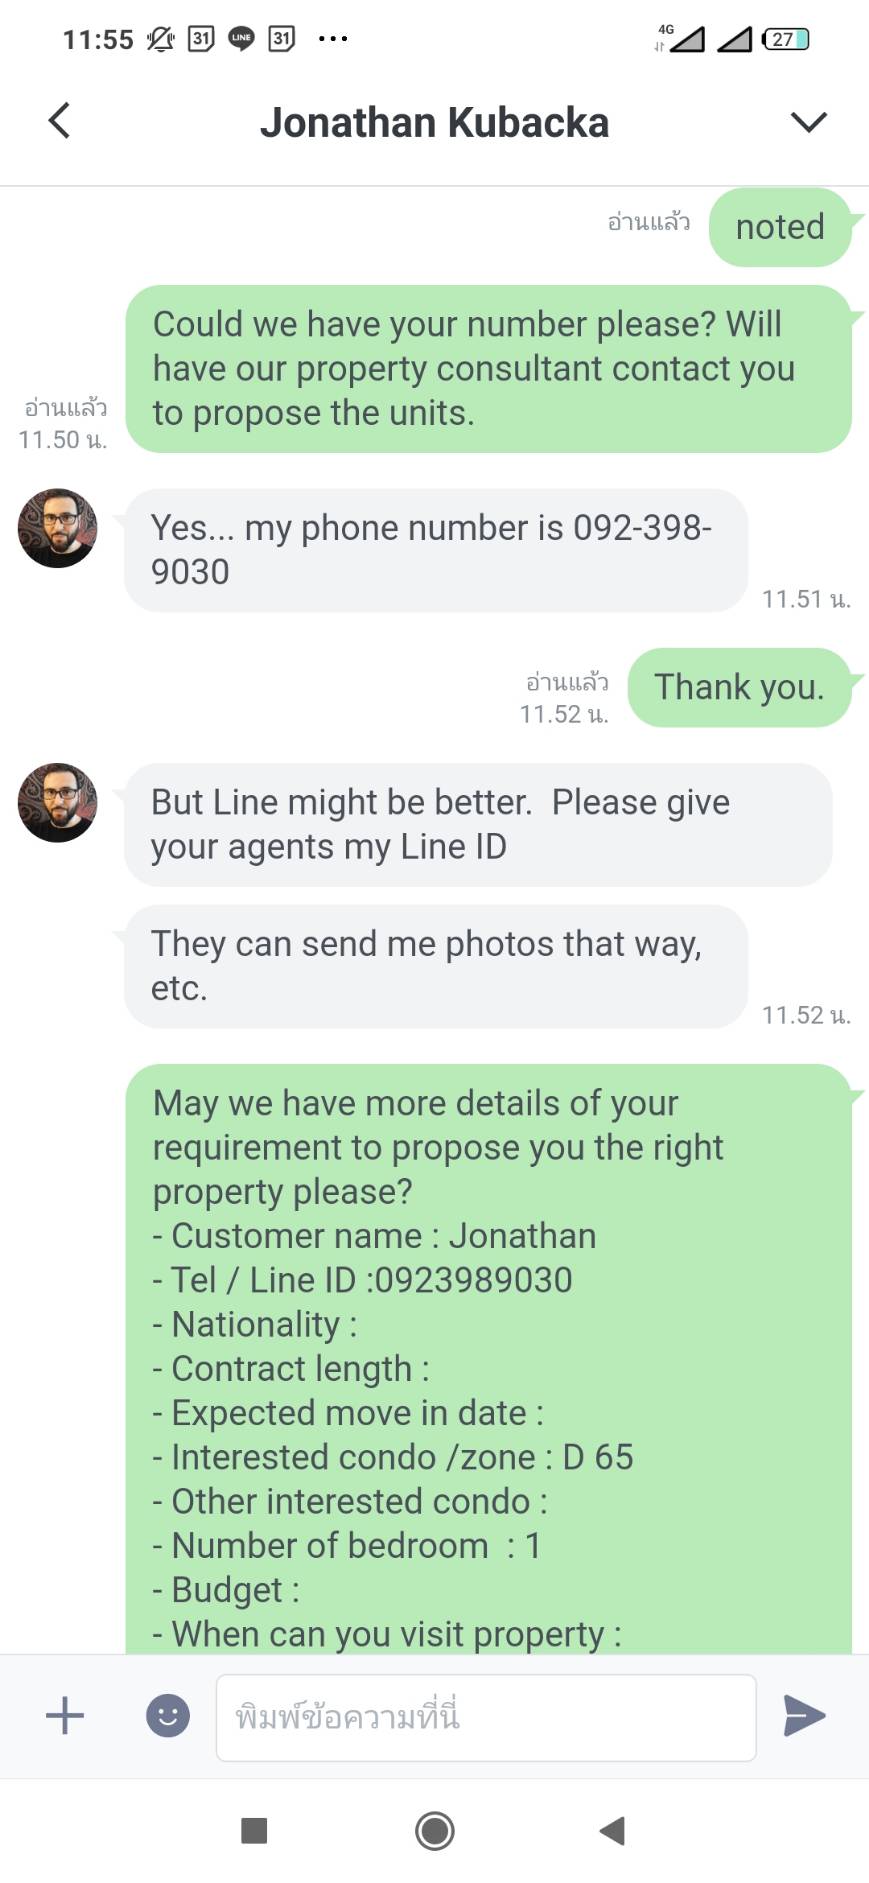 11:55 31 LINE 31 ... 4G 27
Jonathan Kubacka
อ่านแล้ว
noted
Could we have your number please? Will
have our property consultant contact you
to propose the units.
อ่านแล้ว
11.50 น.
Yes... my phone number is 092-398-
9030
11.51 น.
อ่านแล้ว
11.52 น.
Thank you.
But Line might be better.  Please give
your agents my Line ID
They can send me photos that way,
etc.
11.52 น.
May we have more details of your
requirement to propose you the right
property please?
- Customer name : Jonathan
- Tel / Line ID :0923989030
- Nationality :
- Contract length :
- Expected move in date :
- Interested condo /zone : D 65
- Other interested condo :
- Number of bedroom  : 1
- Budget :
- When can you visit property :
พิมพ์ข้อความที่นี่